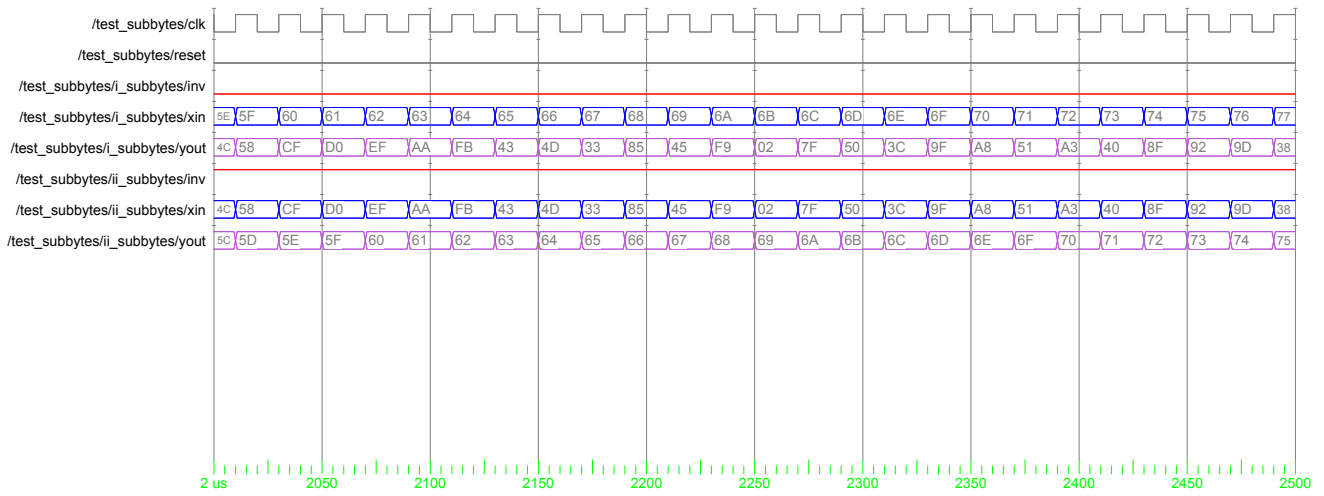 /test_subbytes/clk
/test_subbytes/reset
/test_subbytes/i_subbytes/inv
/test_subbytes/i_subbytes/xin 5E 5F 60 61 62 63 64 65 66 67 68 69 6A 6B 6C 6D 6E 6F 70 71 72 73 74 75 76 77
/test_subbytes/i_subbytes/yout 4C 58 CF D0 EF AA FB 43 4D 33 85 45 F9 02 7F 50 3C 9F A8 51 A3 40 8F 92 9D 38
/test_subbytes/ii_subbytes/inv
/test_subbytes/ii_subbytes/xin 4C 58 CF D0 EF AA FB 43 4D 33 85 45 F9 02 7F 50 3C 9F A8 51 A3 40 8F 92 9D 38
/test_subbytes/ii_subbytes/yout 5C 5D 5E 5F 60 61 62 63 64 65 66 67 68 69 6A 6B 6C 6D 6E 6F 70 71 72 73 74 75
2 us 2050 2100 2150 2200 2250 2300 2350 2400 2450 2500